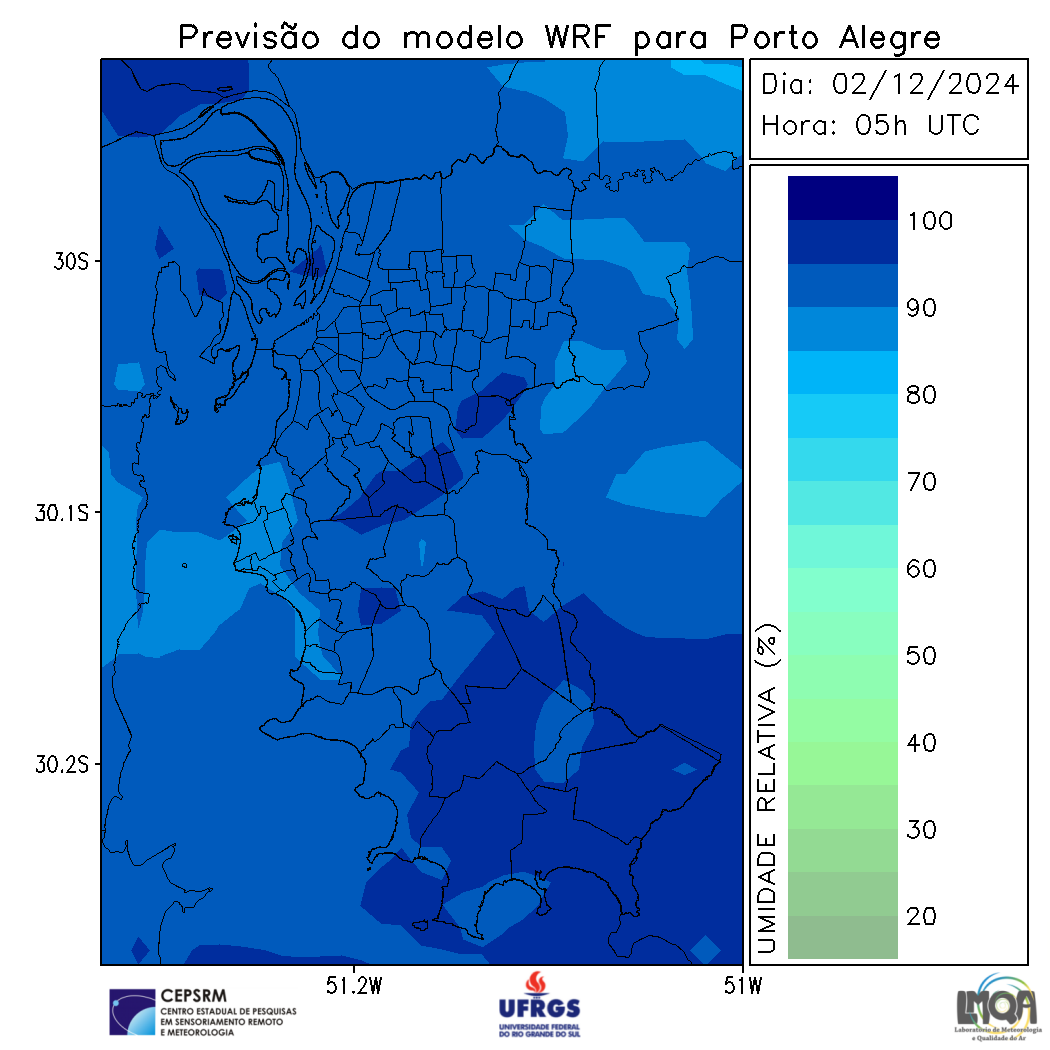 Previsão do modelo WRF para Porto Alegre
Dia: 02/12/2024
Hora: 05h UTC
100
90
80
70
60
50
40
30
20
UMIDADE RELATIVA (%)
30S
30.1S
30.2S
51.2W
51W
CEPSRM
CENTRO ESTADUAL DE PESQUISAS
EM SENSORIAMENTO REMOTO
E METEOROLOGIA
UFRGS
UNIVERSIDADE FEDERAL
DO RIO GRANDE DO SUL
LMQA
Laboratório de Meteorologia
e Qualidade do Ar